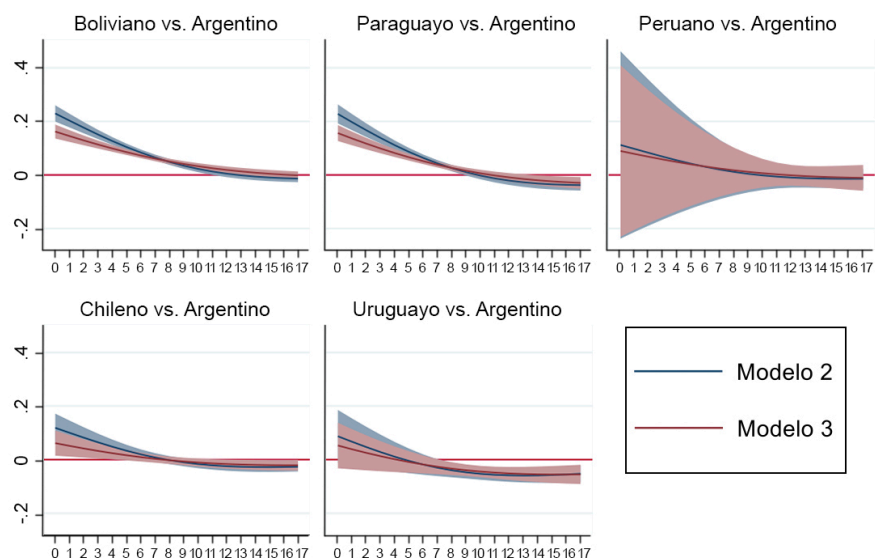 Boliviano vs. Argentino
Paraguayo vs. Argentino
Peruano vs. Argentino
.4
.2
0
-.2
0 1 2 3 4 5 6 7 8 9 10 11 12 13 14 15 16 17
0 1 2 3 4 5 6 7 8 9 10 11 12 13 14 15 16 17
0 1 2 3 4 5 6 7 8 9 10 11 12 13 14 15 16 17
Chileno vs. Argentino
Uruguayo vs. Argentino
.4
.2
0
-.2
0 1 2 3 4 5 6 7 8 9 10 11 12 13 14 15 16 17
0 1 2 3 4 5 6 7 8 9 10 11 12 13 14 15 16 17
Modelo 2
Modelo 3